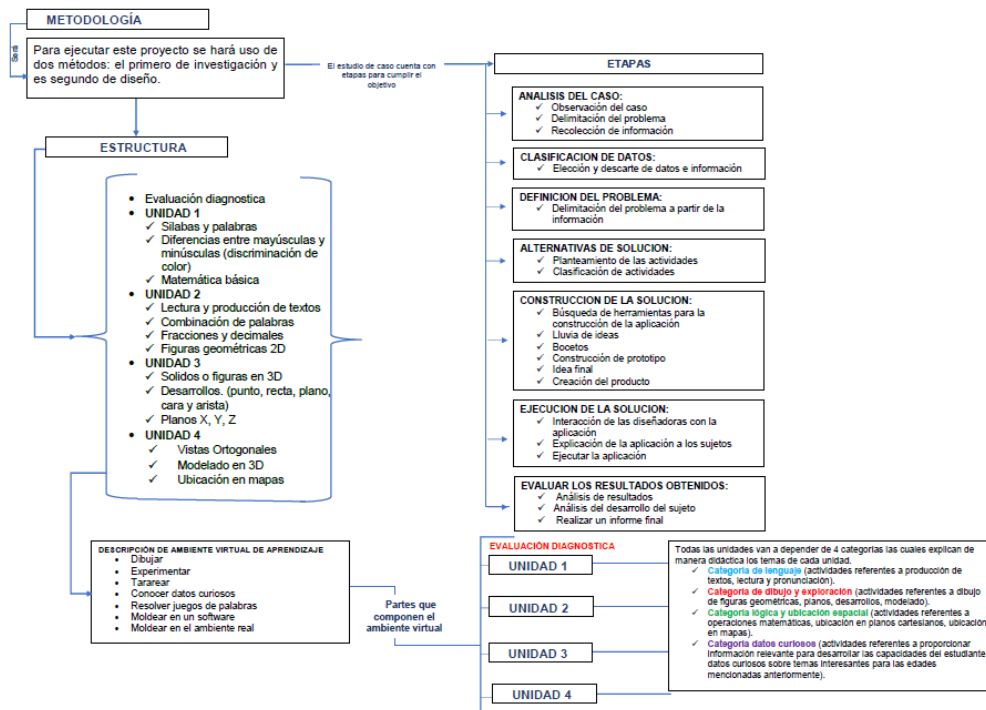 METODOLOGÍA
Será
Para ejecutar este proyecto se hará uso de
dos métodos: el primero de investigación y
es segundo de diseño.
El estudio de caso cuenta con
etapas para cumplir el
objetivo
ESTRUCTURA
• Evaluación diagnostica
• UNIDAD 1
✓ Silabas y palabras
✓ Diferencias entre mayúsculas y
minúsculas (discriminación de
color)
✓ Matemática básica
• UNIDAD 2
✓ Lectura y producción de textos
✓ Combinación de palabras
✓ Fracciones y decimales
✓ Figuras geométricas 2D
• UNIDAD 3
✓ Solidos o figuras en 3D
✓ Desarrollos. (punto, recta, plano,
cara y arista)
✓ Planos X, Y, Z
• UNIDAD 4
✓ Vistas Ortogonales
✓ Modelado en 3D
✓ Ubicación en mapas
ETAPAS
ANALISIS DEL CASO:
✓ Observación del caso
✓ Delimitación del problema
✓ Recolección de información
CLASIFICACION DE DATOS:
✓ Elección y descarte de datos e información
DEFINICION DEL PROBLEMA:
✓ Delimitación del problema a partir de la
información
ALTERNATIVAS DE SOLUCION:
✓ Planteamiento de las actividades
✓ Clasificación de actividades
CONSTRUCCION DE LA SOLUCION:
✓ Búsqueda de herramientas para la
construcción de la aplicación
✓ Lluvia de ideas
✓ Bocetos
✓ Construcción de prototipo
✓ Idea final
✓ Creación del producto
EJECUCION DE LA SOLUCION:
✓ Interacción de las diseñadoras con la
aplicación
✓ Explicación de la aplicación a los sujetos
✓ Ejecutar la aplicación
EVALUAR LOS RESULTADOS OBTENIDOS:
✓ Análisis de resultados
✓ Análisis del desarrollo del sujeto
✓ Realizar un informe final
DESCRIPCIÓN DE AMBIENTE VIRTUAL DE APRENDIZAJE
• Dibujar
• Experimentar
• Tararear
• Conocer datos curiosos
• Resolver juegos de palabras
• Moldear en un software
• Moldear en el ambiente real
Partes que
componen el
ambiente virtual
EVALUACIÓN DIAGNOSTICA
UNIDAD 1
UNIDAD 2
UNIDAD 3
UNIDAD 4
Todas las unidades van a depender de 4 categorías las cuales explican de
manera didáctica los temas de cada unidad.
✓ Categoría de lenguaje (actividades referentes a producción de
textos, lectura y pronunciación).
✓ Categoría de dibujo y exploración (actividades referentes a dibujo
de figuras geométricas, planos, desarrollos, modelado).
✓ Categoría lógica y ubicación espacial (actividades referentes a
operaciones matemáticas, ubicación en planos cartesianos, ubicación
en mapas).
✓ Categoría datos curiosos (actividades referentes a proporcionar
información relevante para desarrollar las capacidades del estudiante,
datos curiosos sobre temas interesantes para las edades
mencionadas anteriormente).